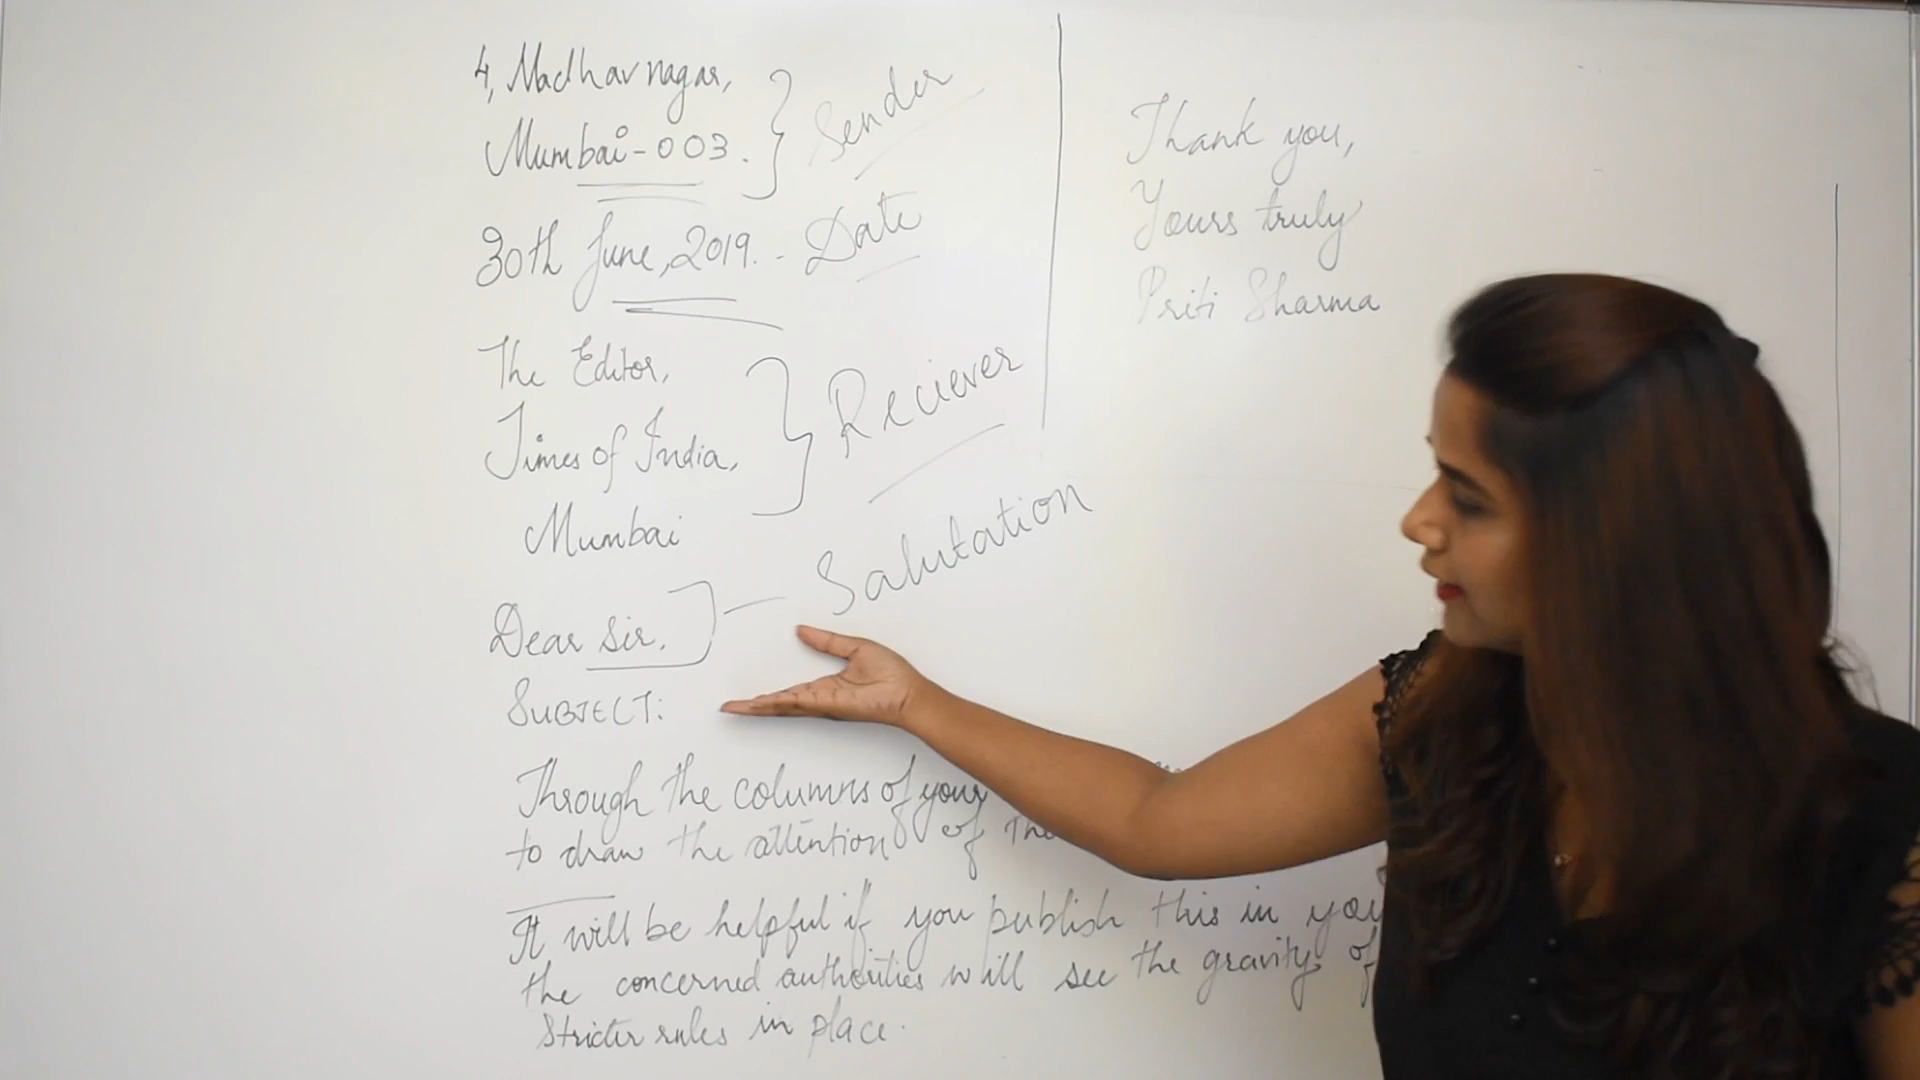 4, Madhavnagar,
Mumbai-003.
Sender
30th June, 2019. - Date
The Editor,
Times of India,
Mumbai
Reciever
Dear Sir, — Salutation
SUBJECT:
Through the columns of your
to draw the attention of the
It will be helpful if you publish this in you
the concerned authorities will see the gravity of
Stricter rules in place.
Thank you,
Yours truly
Priti Sharma